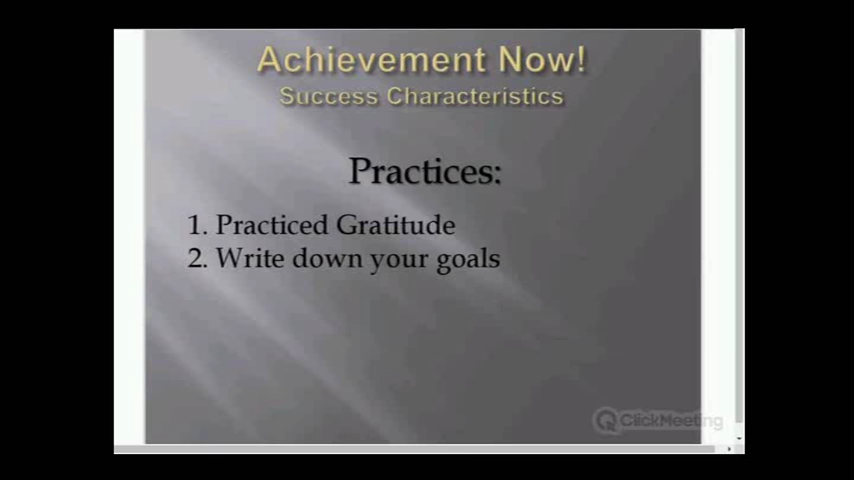 Achievement Now!
Success Characteristics
Practices:
1. Practiced Gratitude
2. Write down your goals
ClickMeeting